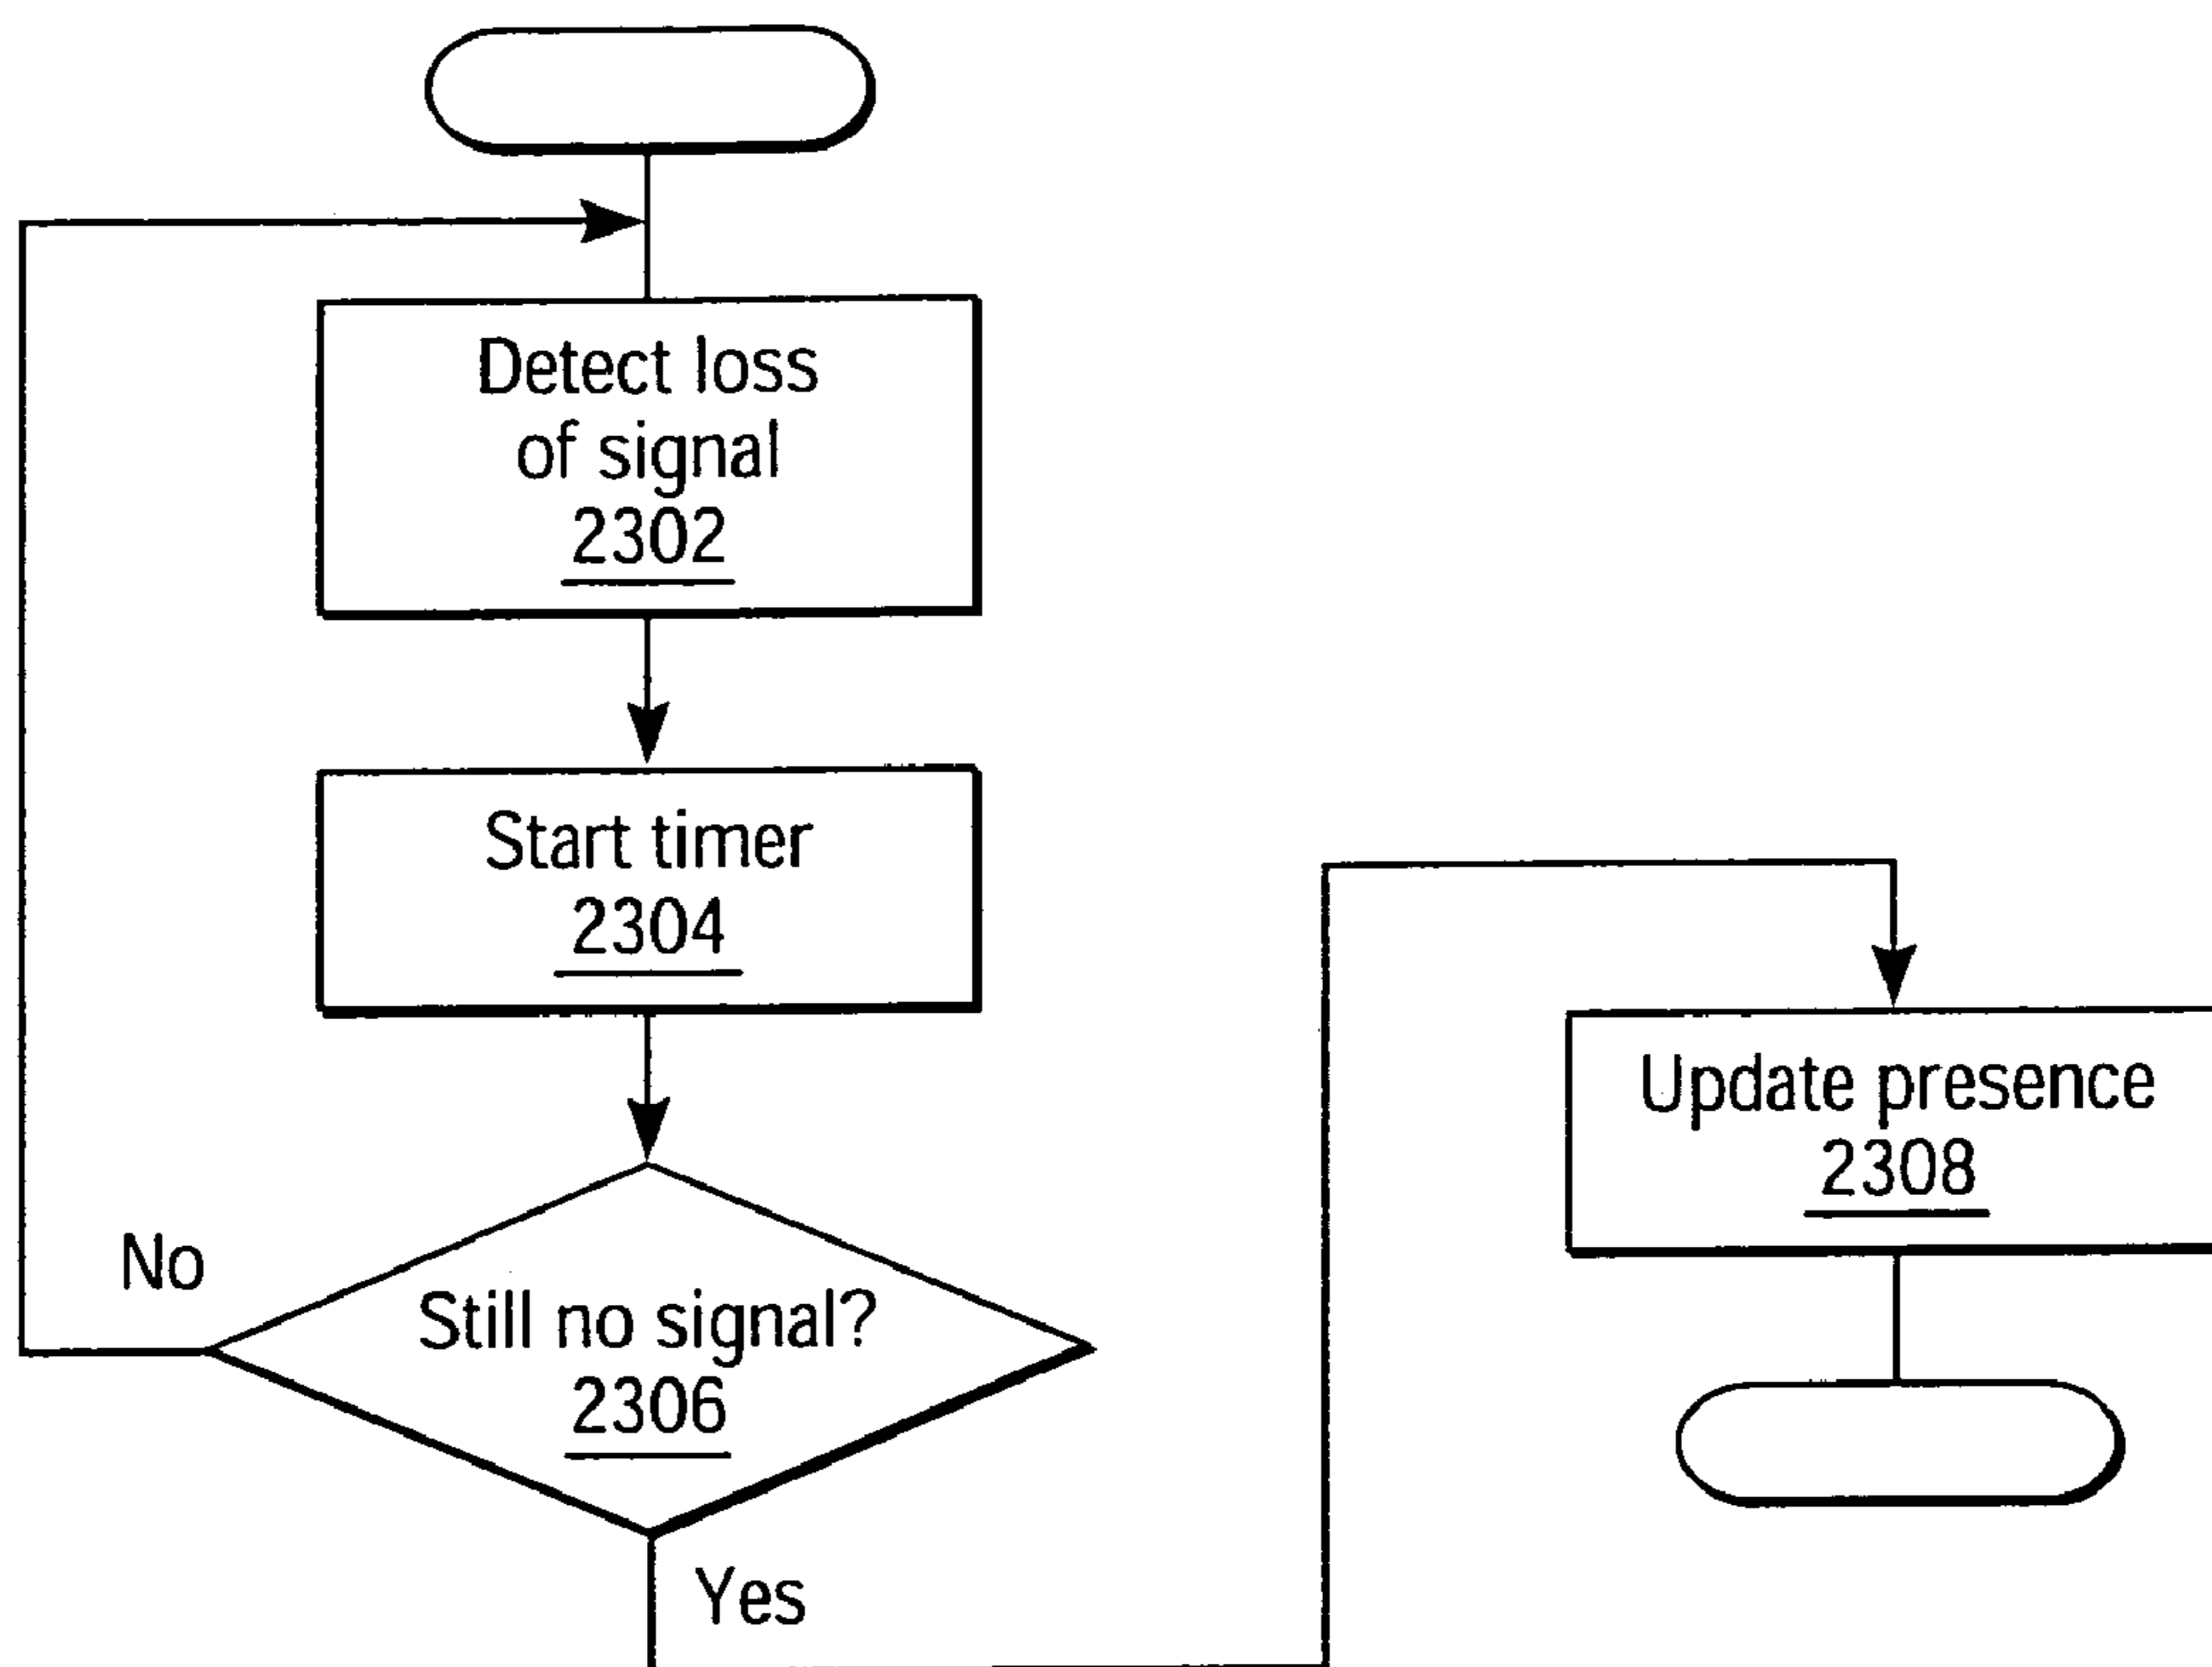 Detect loss
of signal
2302
Start timer
2304
No
Still no signal?
2306
Yes
Update presence
2308